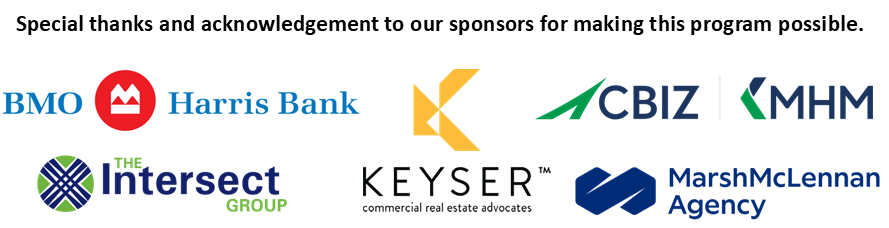 Special thanks and acknowledgement to our sponsors for making this program possible.
BMO Harris Bank
CBIZ
KMHM
THE
Intersect
GROUP
KEYSER™
commercial real estate advocates
MarshMcLennan
Agency